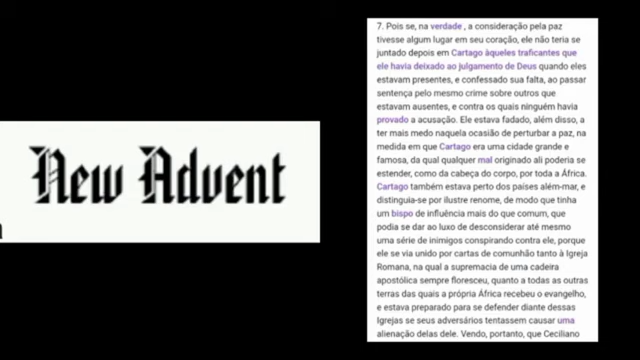 New Advent
7. Pois se, na verdade , a consideração pela paz
tivesse algum lugar em seu coração, ele não teria se
juntado depois em Cartago àqueles traficantes que
ele havia deixado ao julgamento de Deus quando eles
estavam presentes, e confessado sua falta, ao passar
sentença pelo mesmo crime sobre outros que
estavam ausentes, e contra os quais ninguém havia
provado a acusação. Ele estava fadado, além disso, a
ter mais medo naquela ocasião de perturbar a paz, na
medida em que Cartago era uma cidade grande e
famosa, da qual qualquer mal originado ali poderia se
estender, como da cabeça do corpo, por toda a África.
Cartago também estava perto dos países além-mar, e
distinguia-se por ilustre renome, de modo que tinha
um bispo de influência mais do que comum, que
podia se dar ao luxo de desconsiderar até mesmo
uma série de inimigos conspirando contra ele, porque
ele se via unido por cartas de comunhão tanto à Igreja
Romana, na qual a supremacia de uma cadeira
apostólica sempre floresceu, quanto a todas as outras
terras das quais a própria África recebeu o evangelho,
e estava preparado para se defender diante dessas
Igrejas se seus adversários tentassem causar uma
alienação delas dele. Vendo, portanto, que Ceciliano